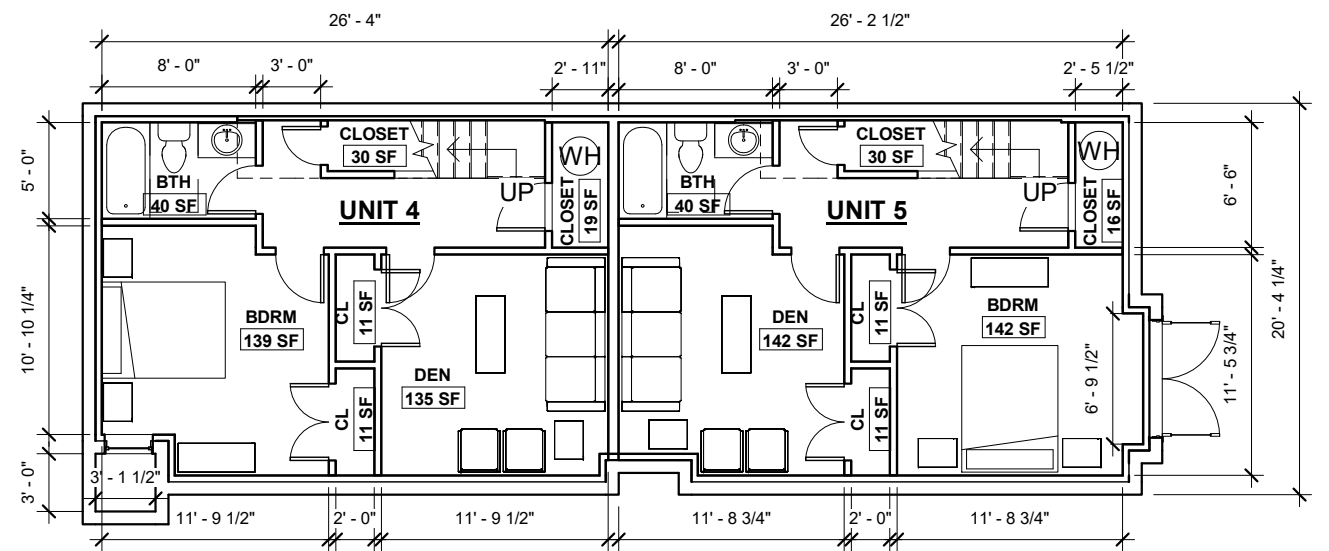 26' - 4"
26' - 2 1/2"
8' - 0"
3' - 0"
2' - 11"
8' - 0"
3' - 0"
2' - 5 1/2"
5' - 0"
BTH
40 SF
CLOSET
30 SF
UP
WH
CLOSET
19 SF
UNIT 4
BTH
40 SF
CLOSET
30 SF
UP
WH
CLOSET
16 SF
UNIT 5
6' - 6"
10' - 10 1/4"
BDRM
139 SF
CL
11 SF
CL
11 SF
DEN
135 SF
DEN
142 SF
CL
11 SF
CL
11 SF
BDRM
142 SF
6' - 9 1/2"
11' - 5 3/4"
20' - 4 1/4"
3' - 0"
3' - 1 1/2"
11' - 9 1/2"
2' - 0"
11' - 9 1/2"
11' - 8 3/4"
2' - 0"
11' - 8 3/4"